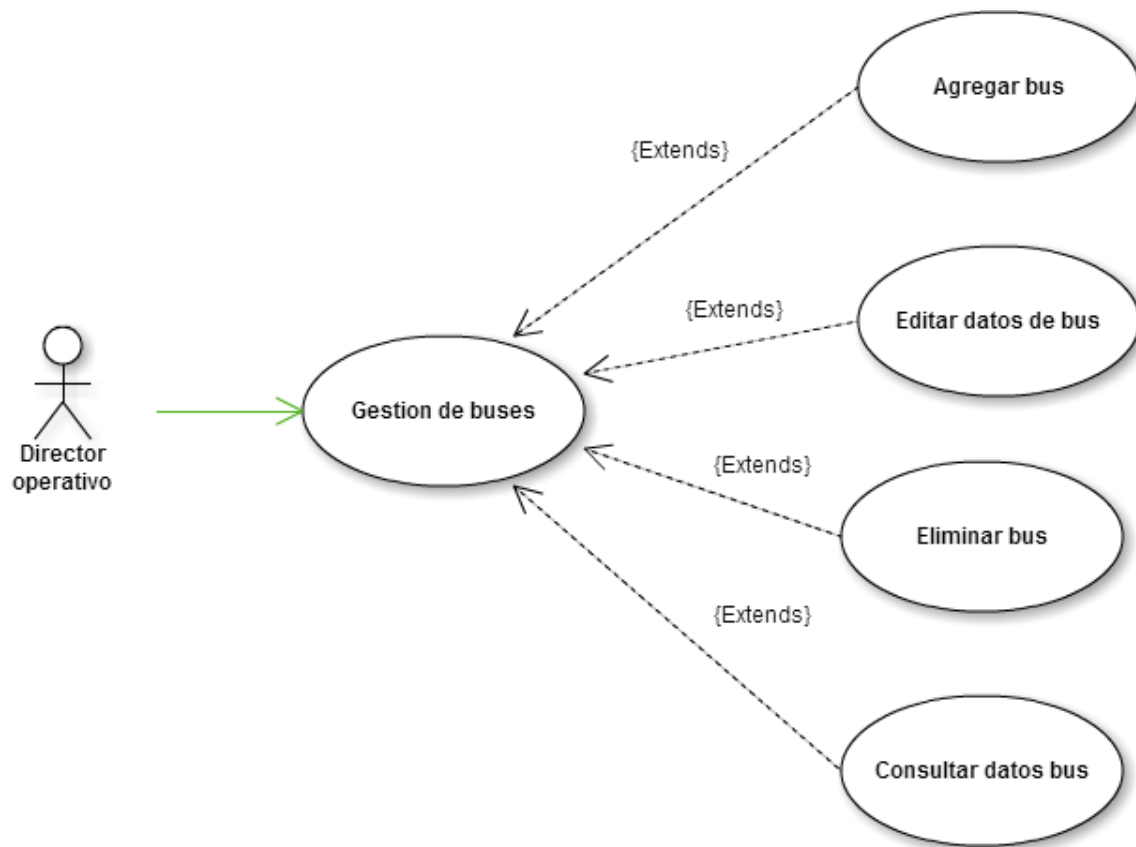 Agregar bus
{Extends}
{Extends}
Editar datos de bus
Director
operativo
Gestion de buses
{Extends}
Eliminar bus
{Extends}
Consultar datos bus